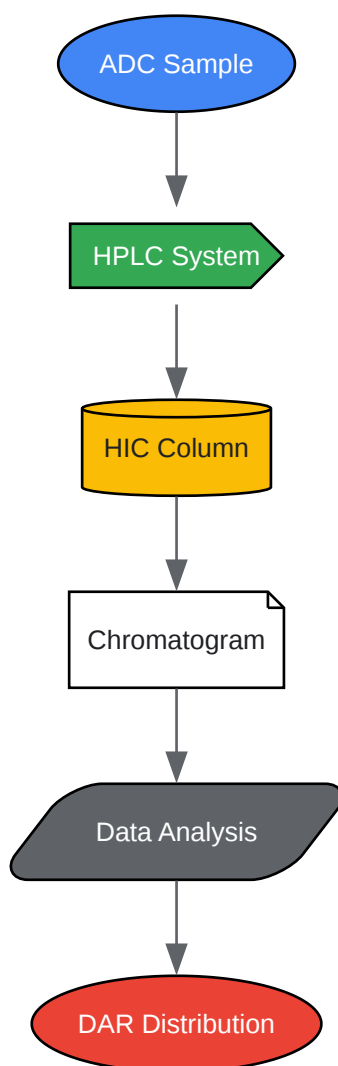 ADC Sample
HPLC System
HIC Column
Chromatogram
Data Analysis
DAR Distribution